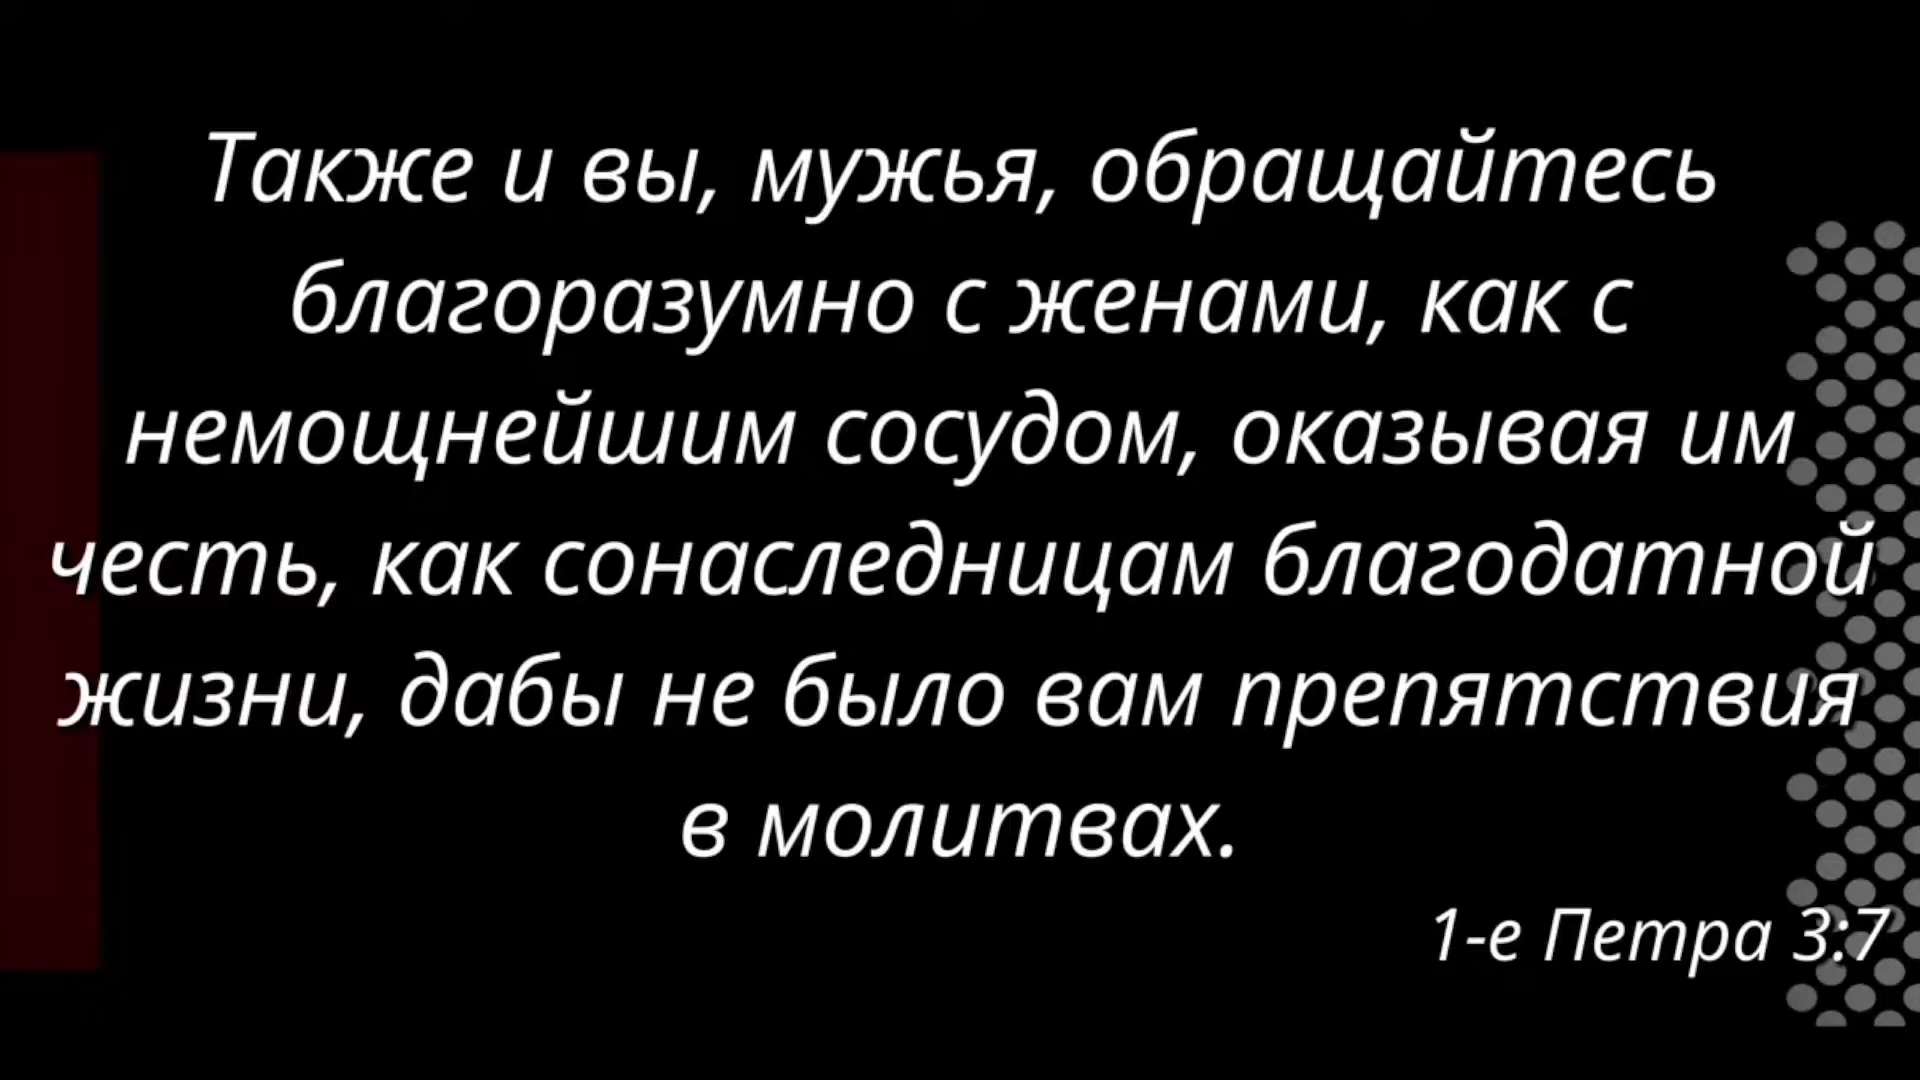 Также и вы, мужья, обращайтесь
благоразумно с женами, как с
немощнейшим сосудом, оказывая им
честь, как сонаследницам благодатной
жизни, дабы не было вам препятствия
в молитвах.
1-е Петра 3:7